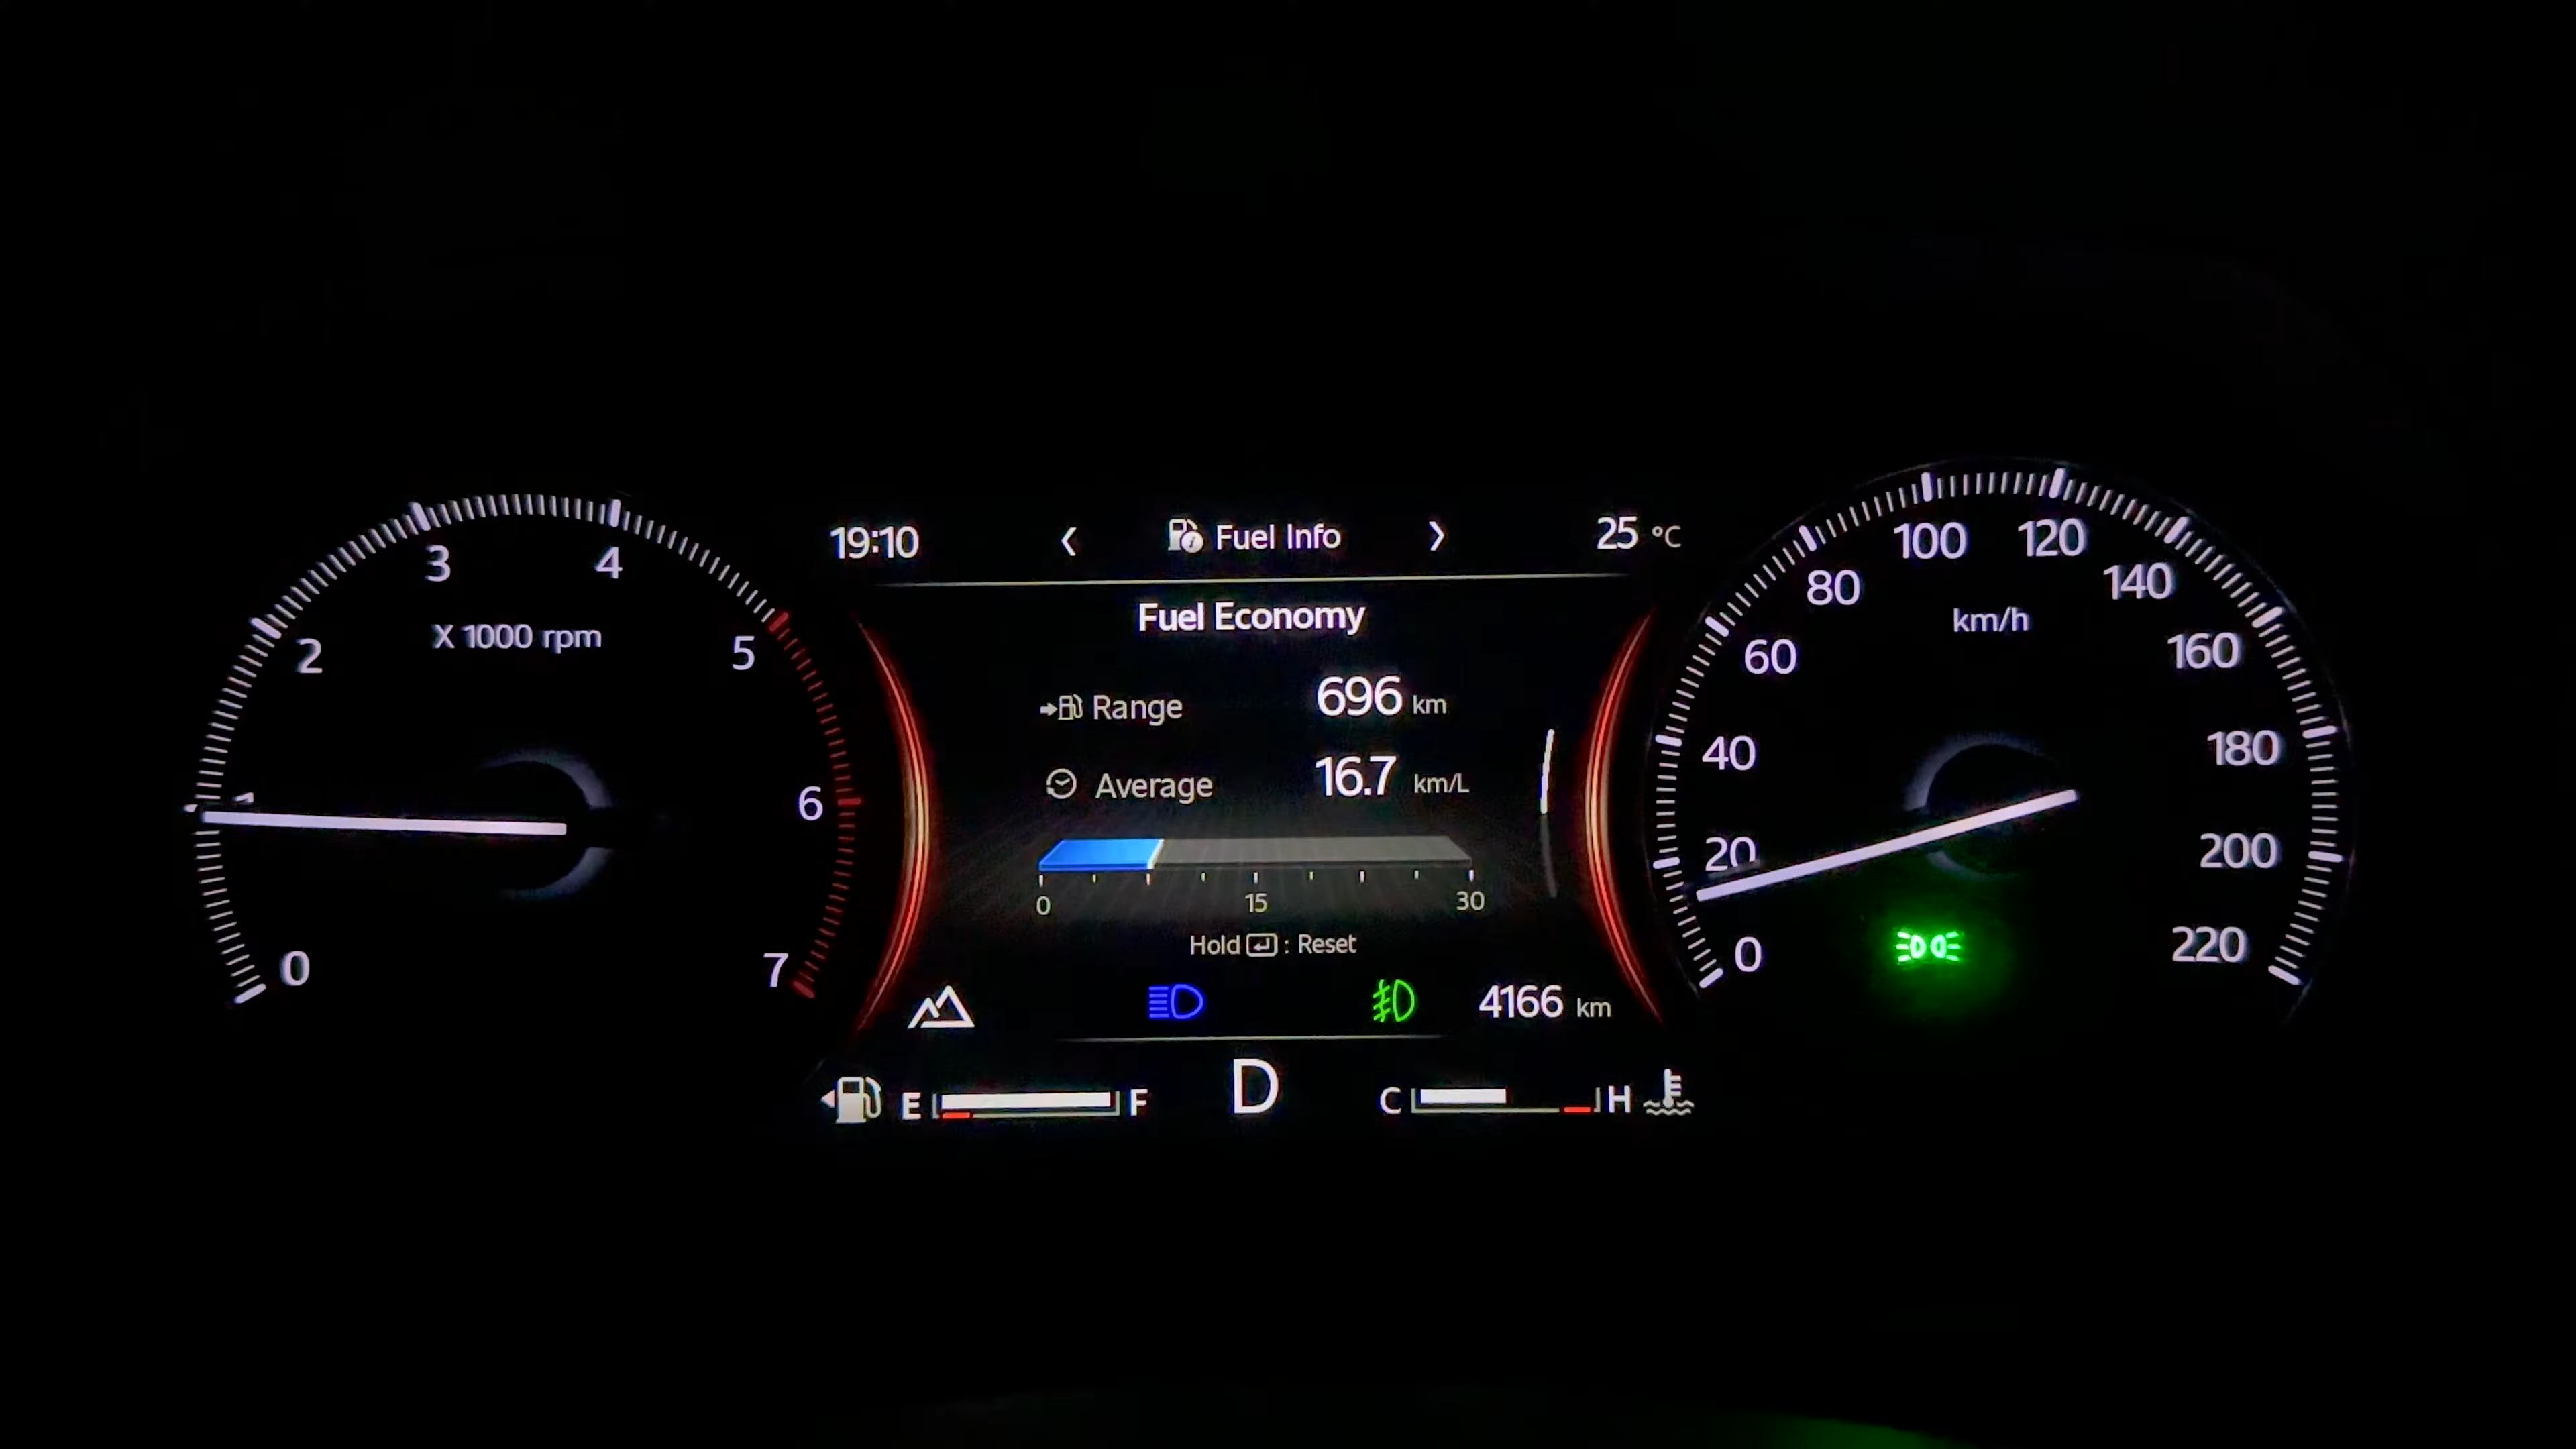 19:10
‹ Fuel Info ›
25 °C
Fuel Economy
Range 696 km
Average 16.7 km/L
0 15 30
Hold : Reset
4166 km
E F
D
C H
X 1000 rpm
0
1
2
3
4
5
6
7
km/h
0
20
40
60
80
100
120
140
160
180
200
220